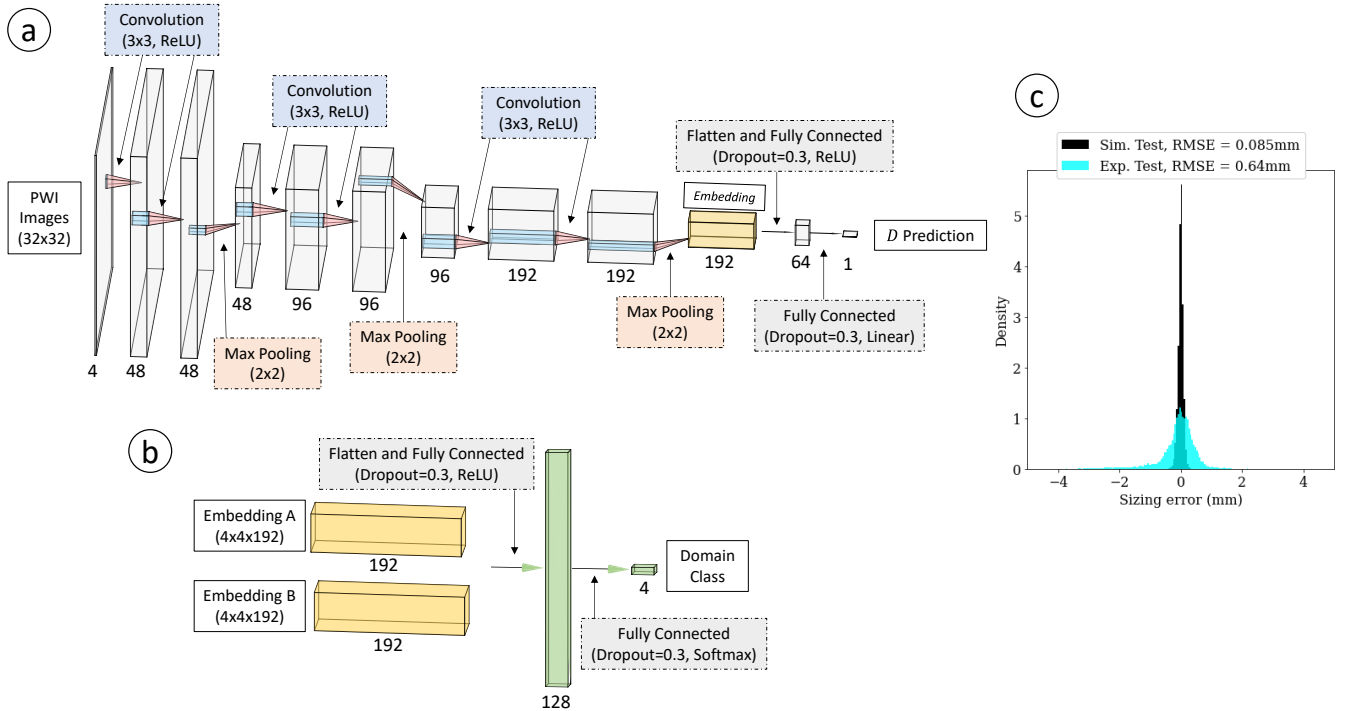 a
Convolution
(3x3, ReLU)
Convolution
(3x3, ReLU)
Convolution
(3x3, ReLU)
Flatten and Fully Connected
(Dropout=0.3, ReLU)
PWI
Images
(32x32)
Embedding
D Prediction
4
48
48
48
96
96
96
192
192
192
64
1
Max Pooling
(2x2)
Max Pooling
(2x2)
Max Pooling
(2x2)
Fully Connected
(Dropout=0.3, Linear)
b
Flatten and Fully Connected
(Dropout=0.3, ReLU)
Embedding A
(4x4x192)
192
Embedding B
(4x4x192)
192
128
4
Domain
Class
Fully Connected
(Dropout=0.3, Softmax)
c
Sim. Test, RMSE = 0.085mm
Exp. Test, RMSE = 0.64mm
Density
5
4
3
2
1
0
−4 −2 0 2 4
Sizing error (mm)